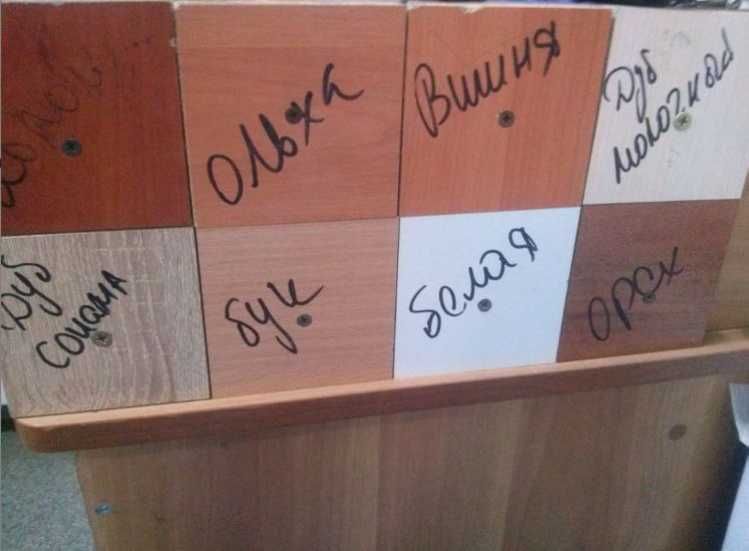 ольха
Вишня
Дуб
молочный
Дуб
сонома
бук
белая
орех